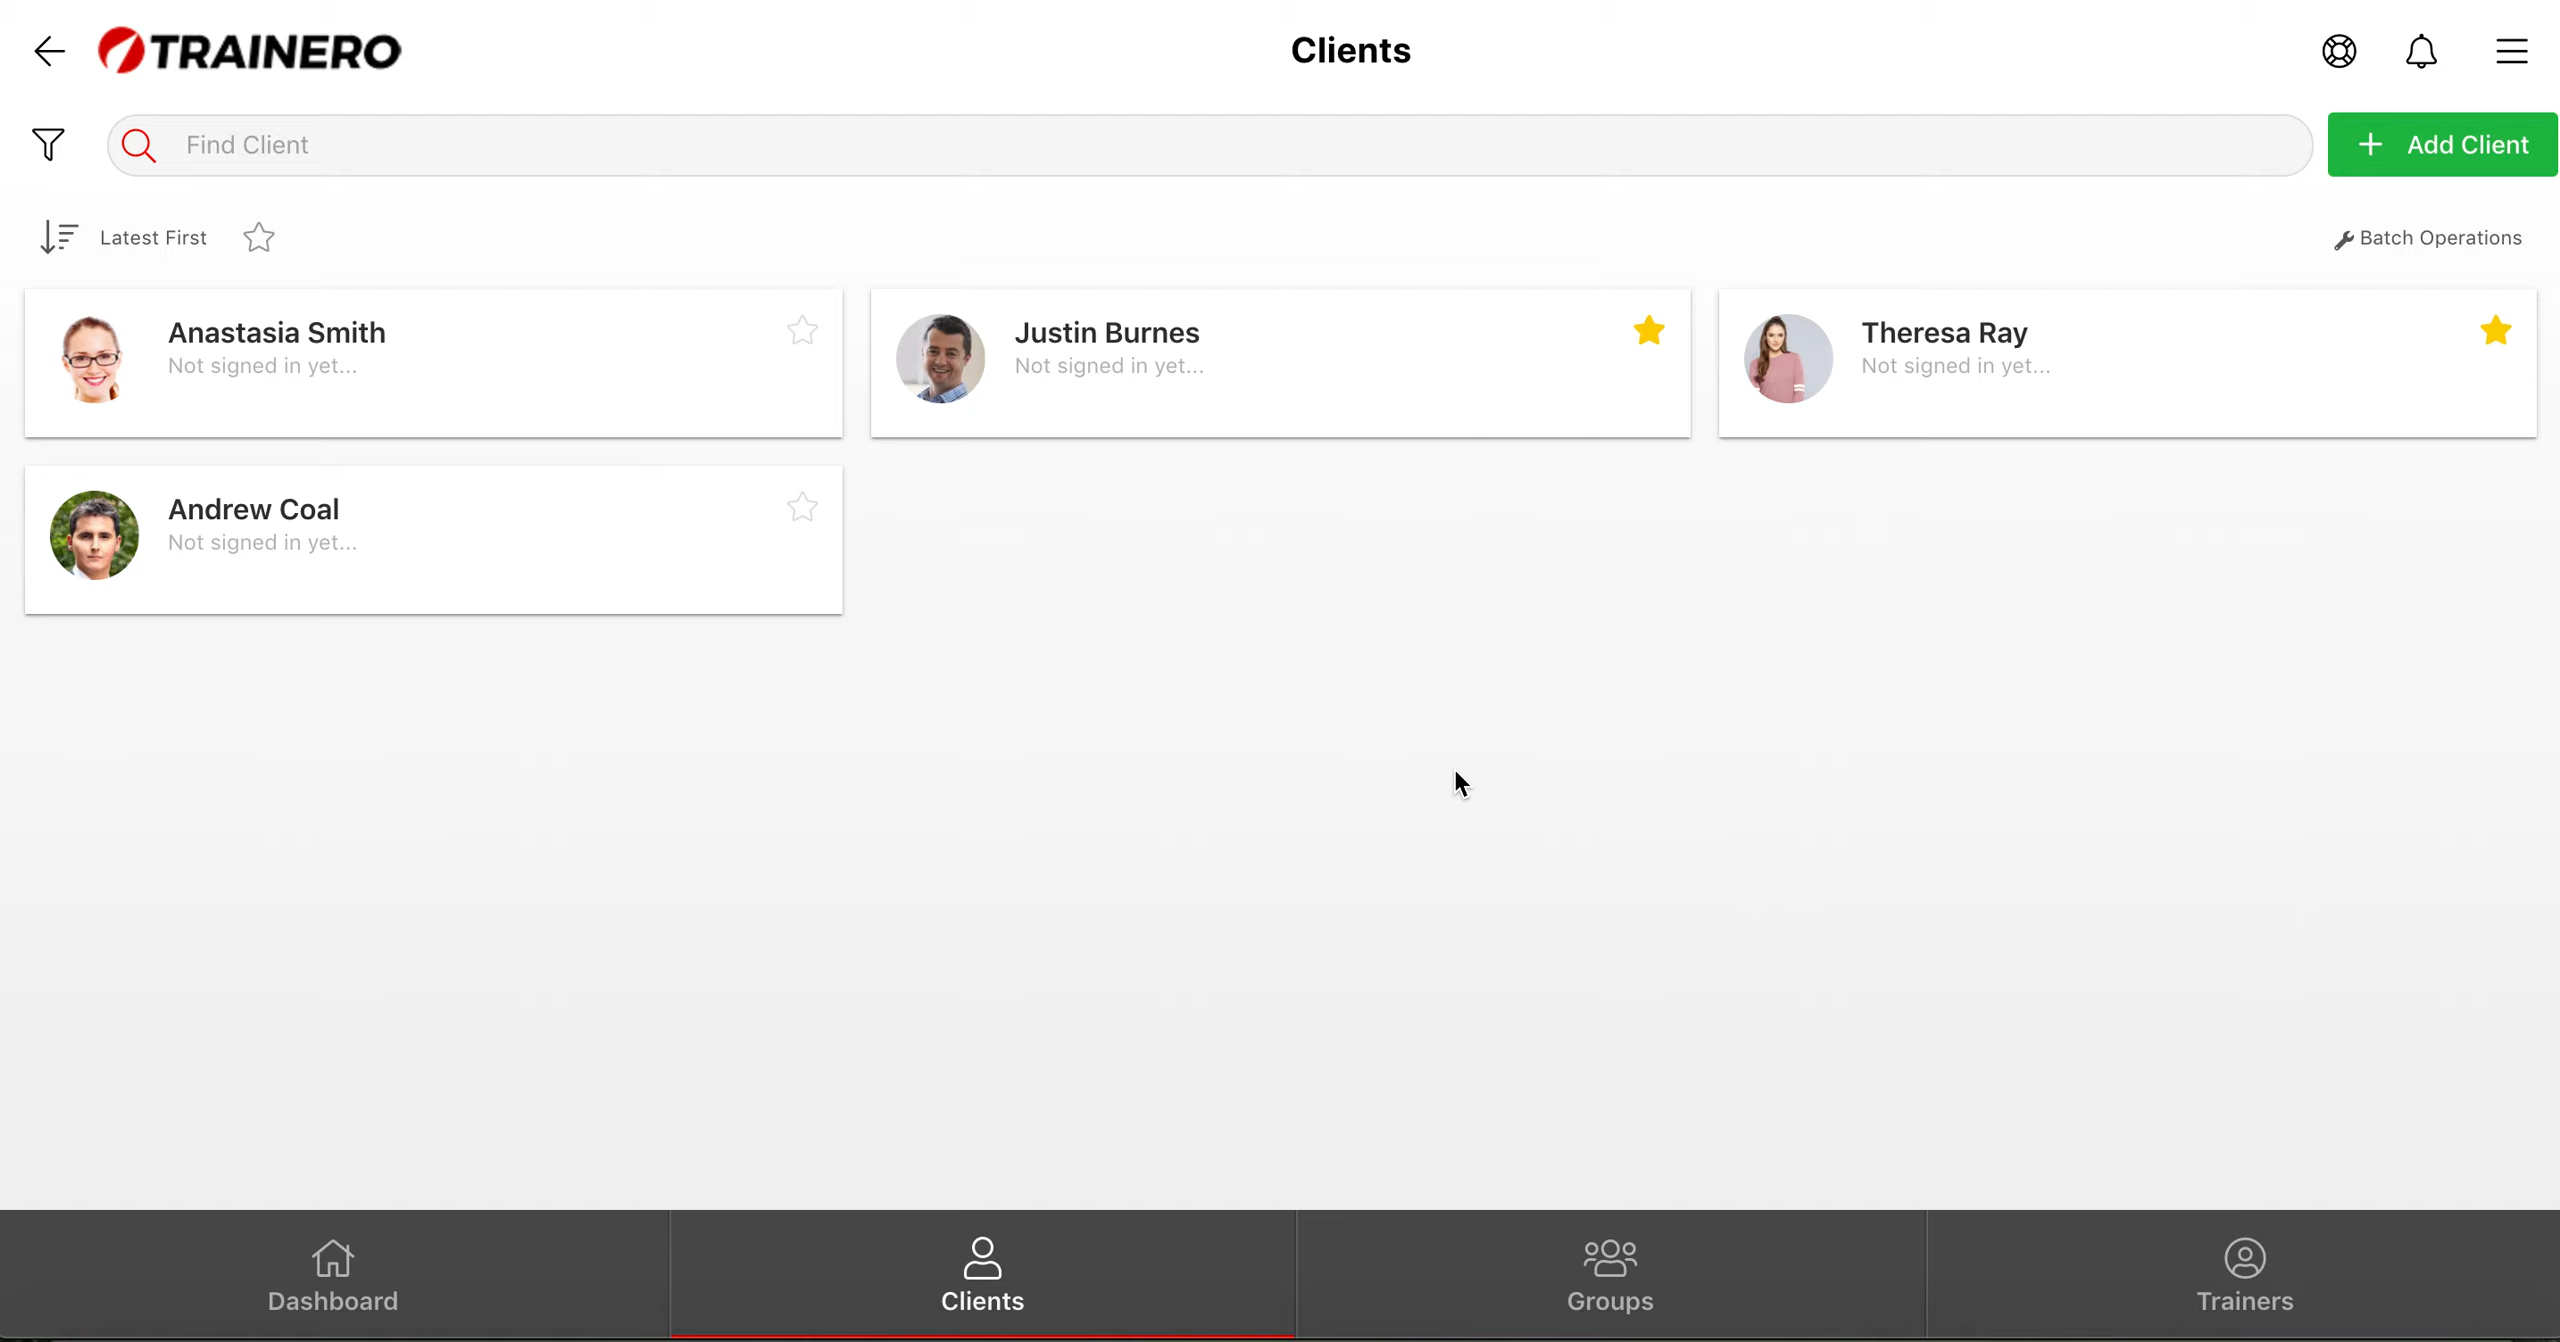 TRAINERO
Clients
Find Client
Add Client
Latest First
Batch Operations
Anastasia Smith
Not signed in yet...
Justin Burnes
Not signed in yet...
Theresa Ray
Not signed in yet...
Andrew Coal
Not signed in yet...
Dashboard
Clients
Groups
Trainers